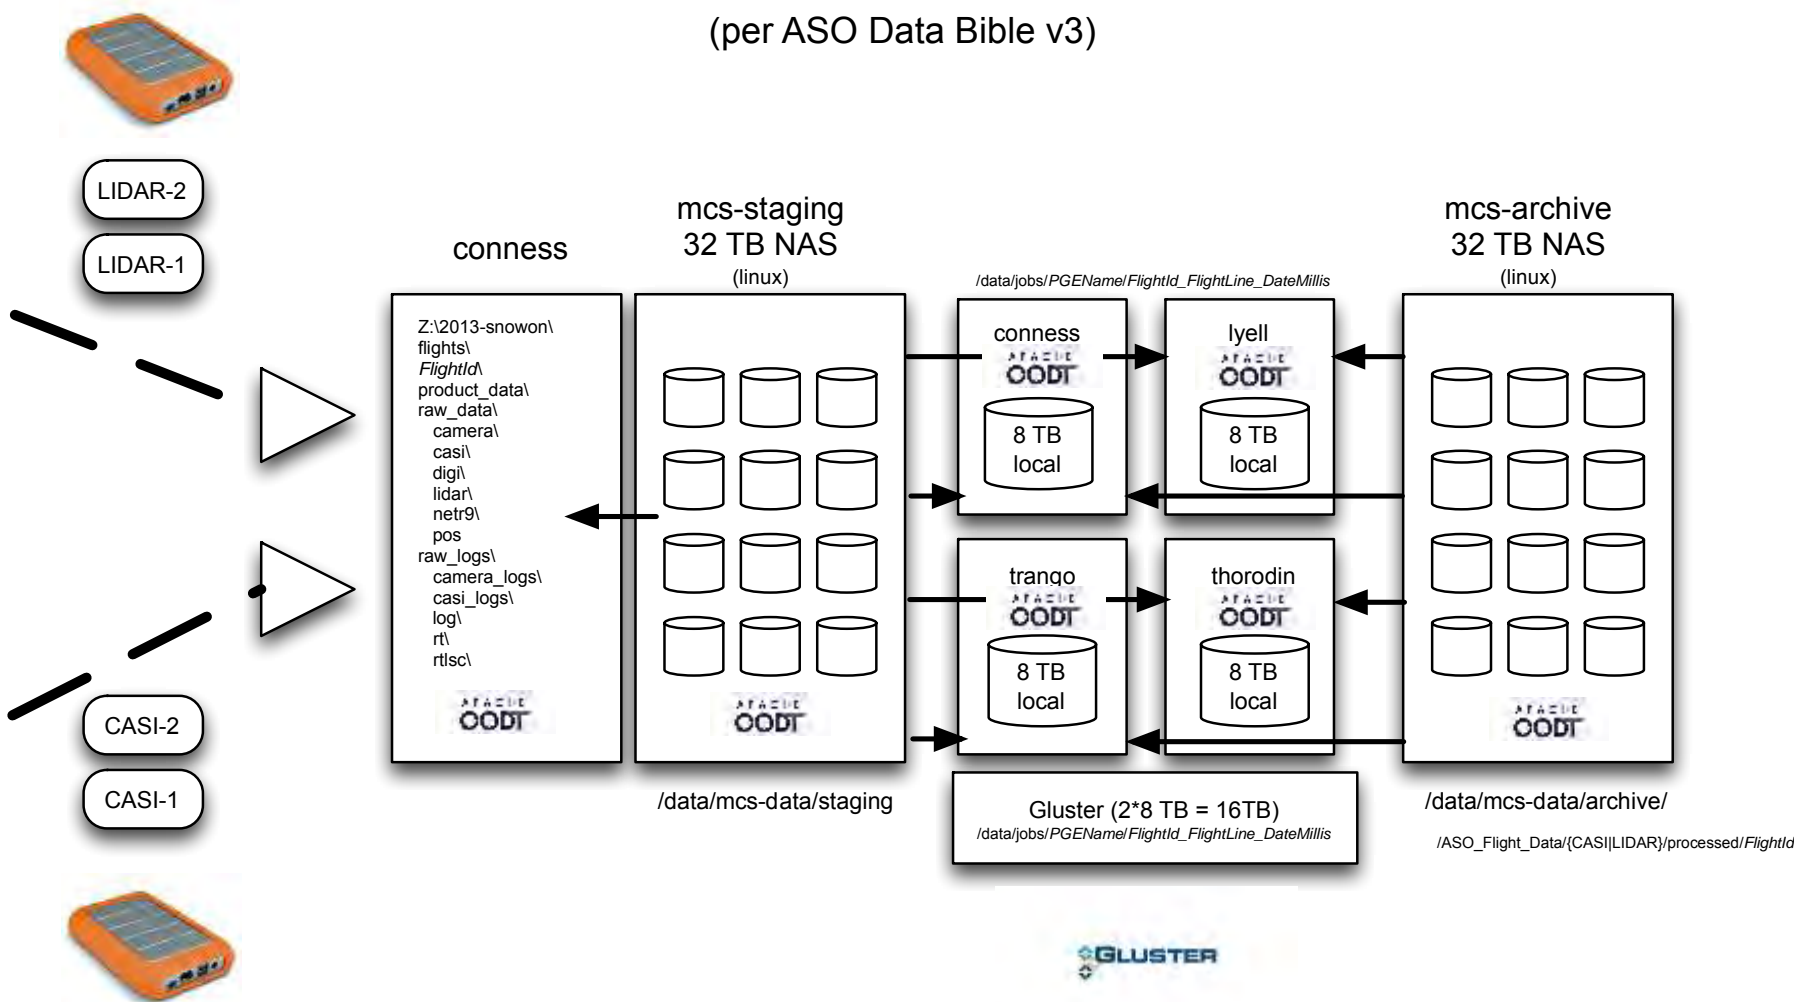 (per ASO Data Bible v3)
LIDAR-2
LIDAR-1
conness
mcs-staging
32 TB NAS
(linux)
mcs-archive
32 TB NAS
(linux)
/data/jobs/PGEName/FlightId_FlightLine_DateMillis
Z:\2013-snowon\
flights\
FlightId\
product_data\
raw_data\
camera\
casi\
digi\
lidar\
netr9\
pos
raw_logs\
camera_logs\
casi_logs\
log\
rt\
rtlsc\
APACHE
OODT
APACHE
OODT
conness
APACHE
OODT
8 TB
local
lyell
APACHE
OODT
8 TB
local
trango
APACHE
OODT
8 TB
local
thorodin
APACHE
OODT
8 TB
local
APACHE
OODT
CASI-2
CASI-1
/data/mcs-data/staging
Gluster (2*8 TB = 16TB)
/data/jobs/PGEName/FlightId_FlightLine_DateMillis
/data/mcs-data/archive/
/ASO_Flight_Data/{CASI|LIDAR}/processed/FlightId
GLUSTER